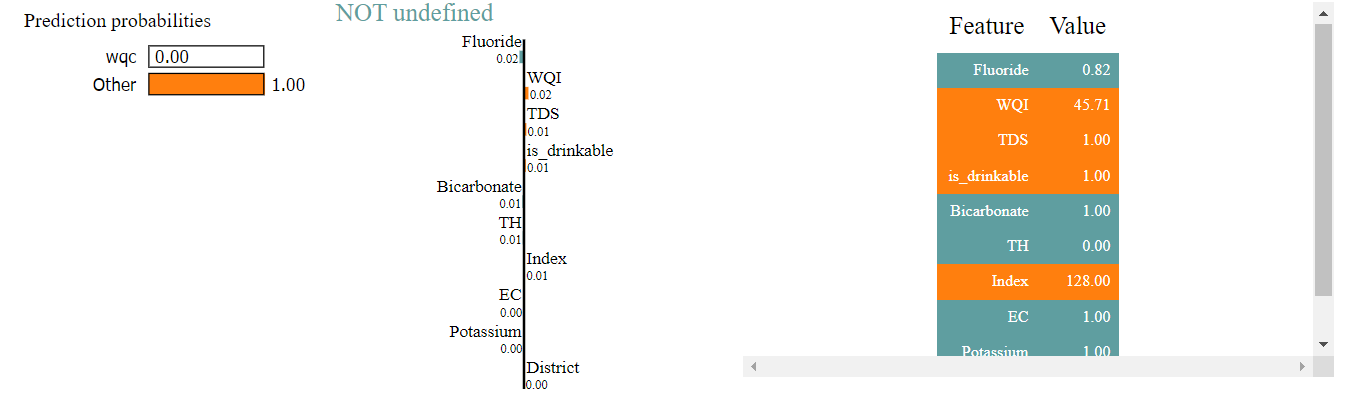 Prediction probabilities
wqc 0.00
Other 1.00
NOT undefined
Fluoride
0.02
WQI
0.02
TDS
0.01
is_drinkable
0.01
Bicarbonate
0.01
TH
0.01
Index
0.01
EC
0.00
Potassium
0.00
District
0.00
Feature Value
Fluoride 0.82
WQI 45.71
TDS 1.00
is_drinkable 1.00
Bicarbonate 1.00
TH 0.00
Index 128.00
EC 1.00
Potassium 1.00